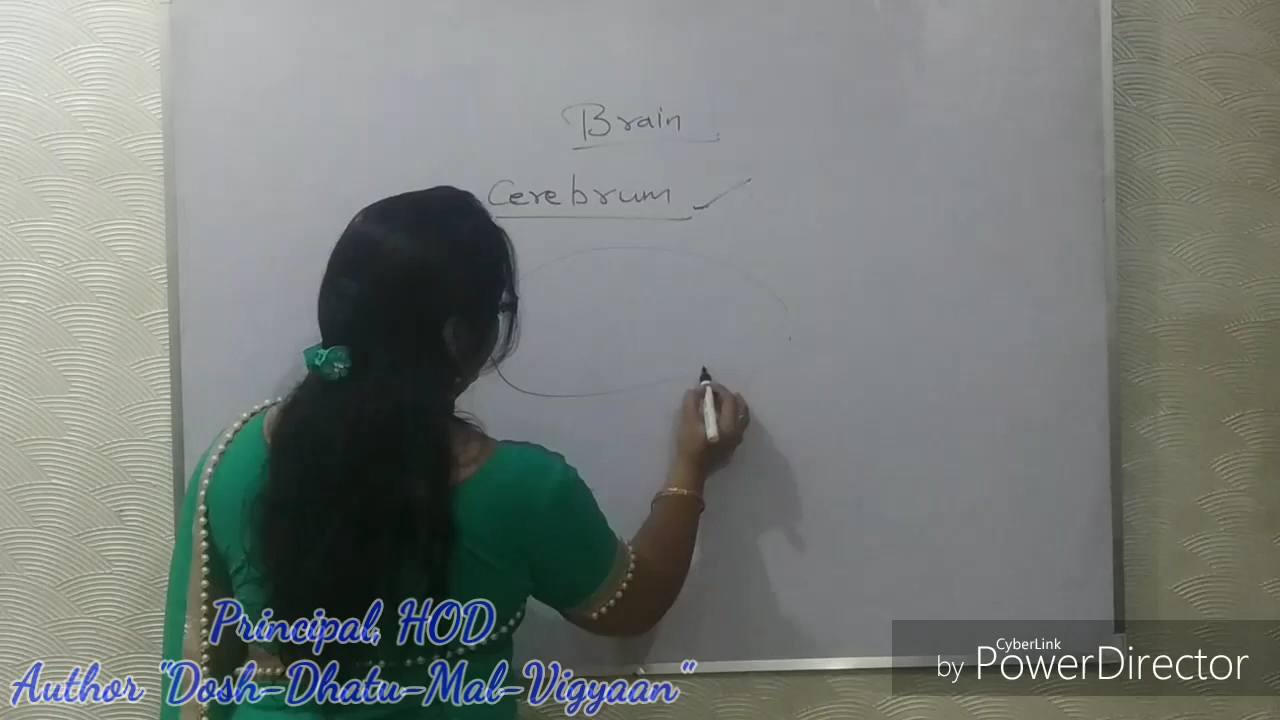 Brain
Cerebrum
Principal, HOD
Author "Dosh-Dhatu-Mal-Vigyaan"
CyberLink
by PowerDirector